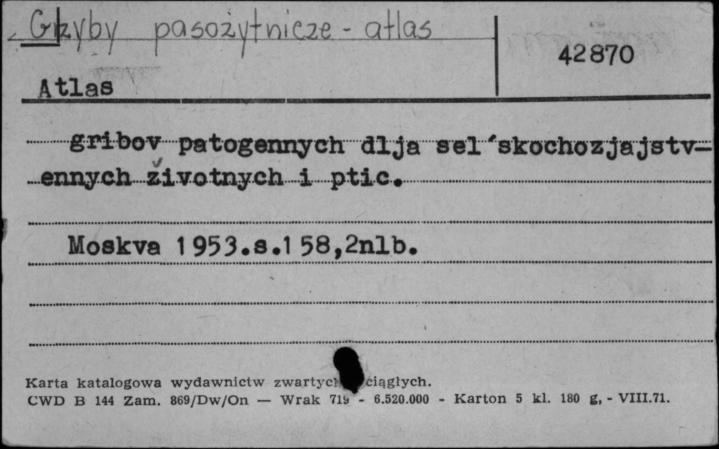 Grzyby pasożytnicze - atlas
42870
Atlas
gribov patogennych dlja sel´skochozjajstv-
ennych životnych i ptic.
Moskva 1953.s.158,2nlb.
Karta katalogowa wydawnictw zwartych ciągłych.
CWD B 144 Zam. 869/Dw/On — Wrak 719 - 6.520.000 - Karton 5 kl. 180 g, - VIII.71.